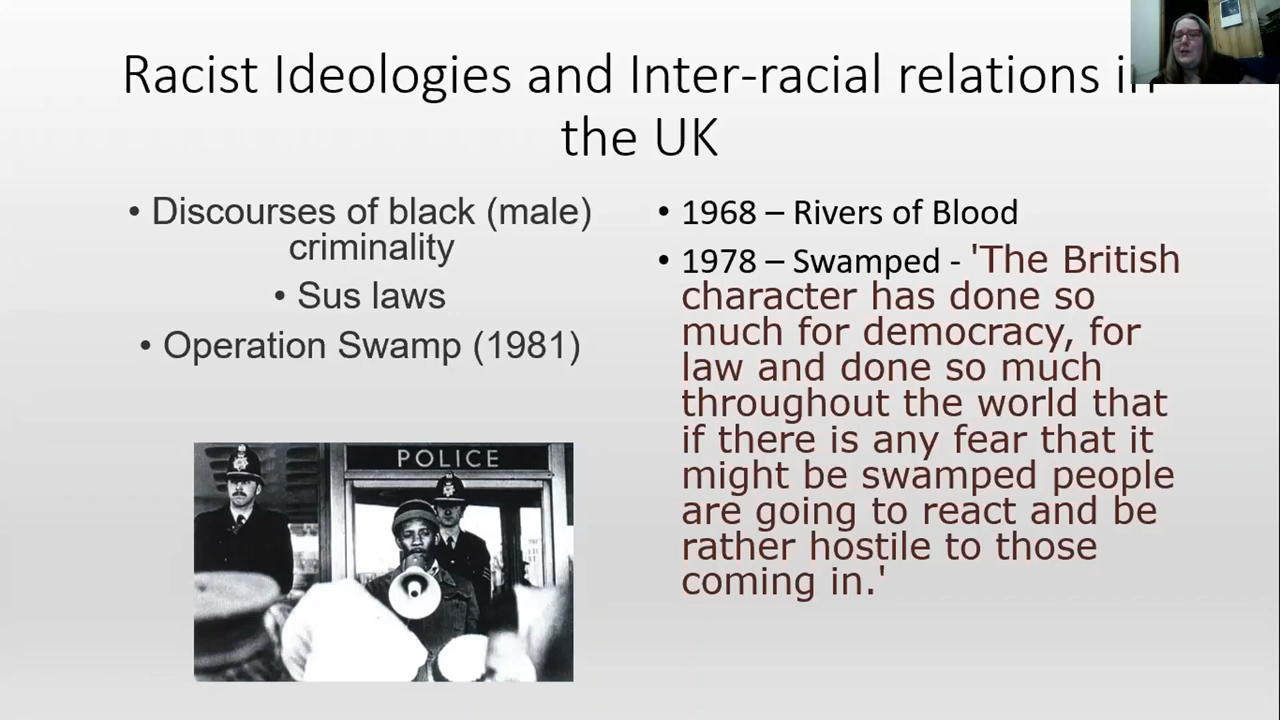 Racist Ideologies and Inter-racial relations in
the UK
• Discourses of black (male)
criminality
• Sus laws
• Operation Swamp (1981)
• 1968 – Rivers of Blood
• 1978 – Swamped - 'The British
character has done so
much for democracy, for
law and done so much
throughout the world that
if there is any fear that it
might be swamped people
are going to react and be
rather hostile to those
coming in.'
POLICE